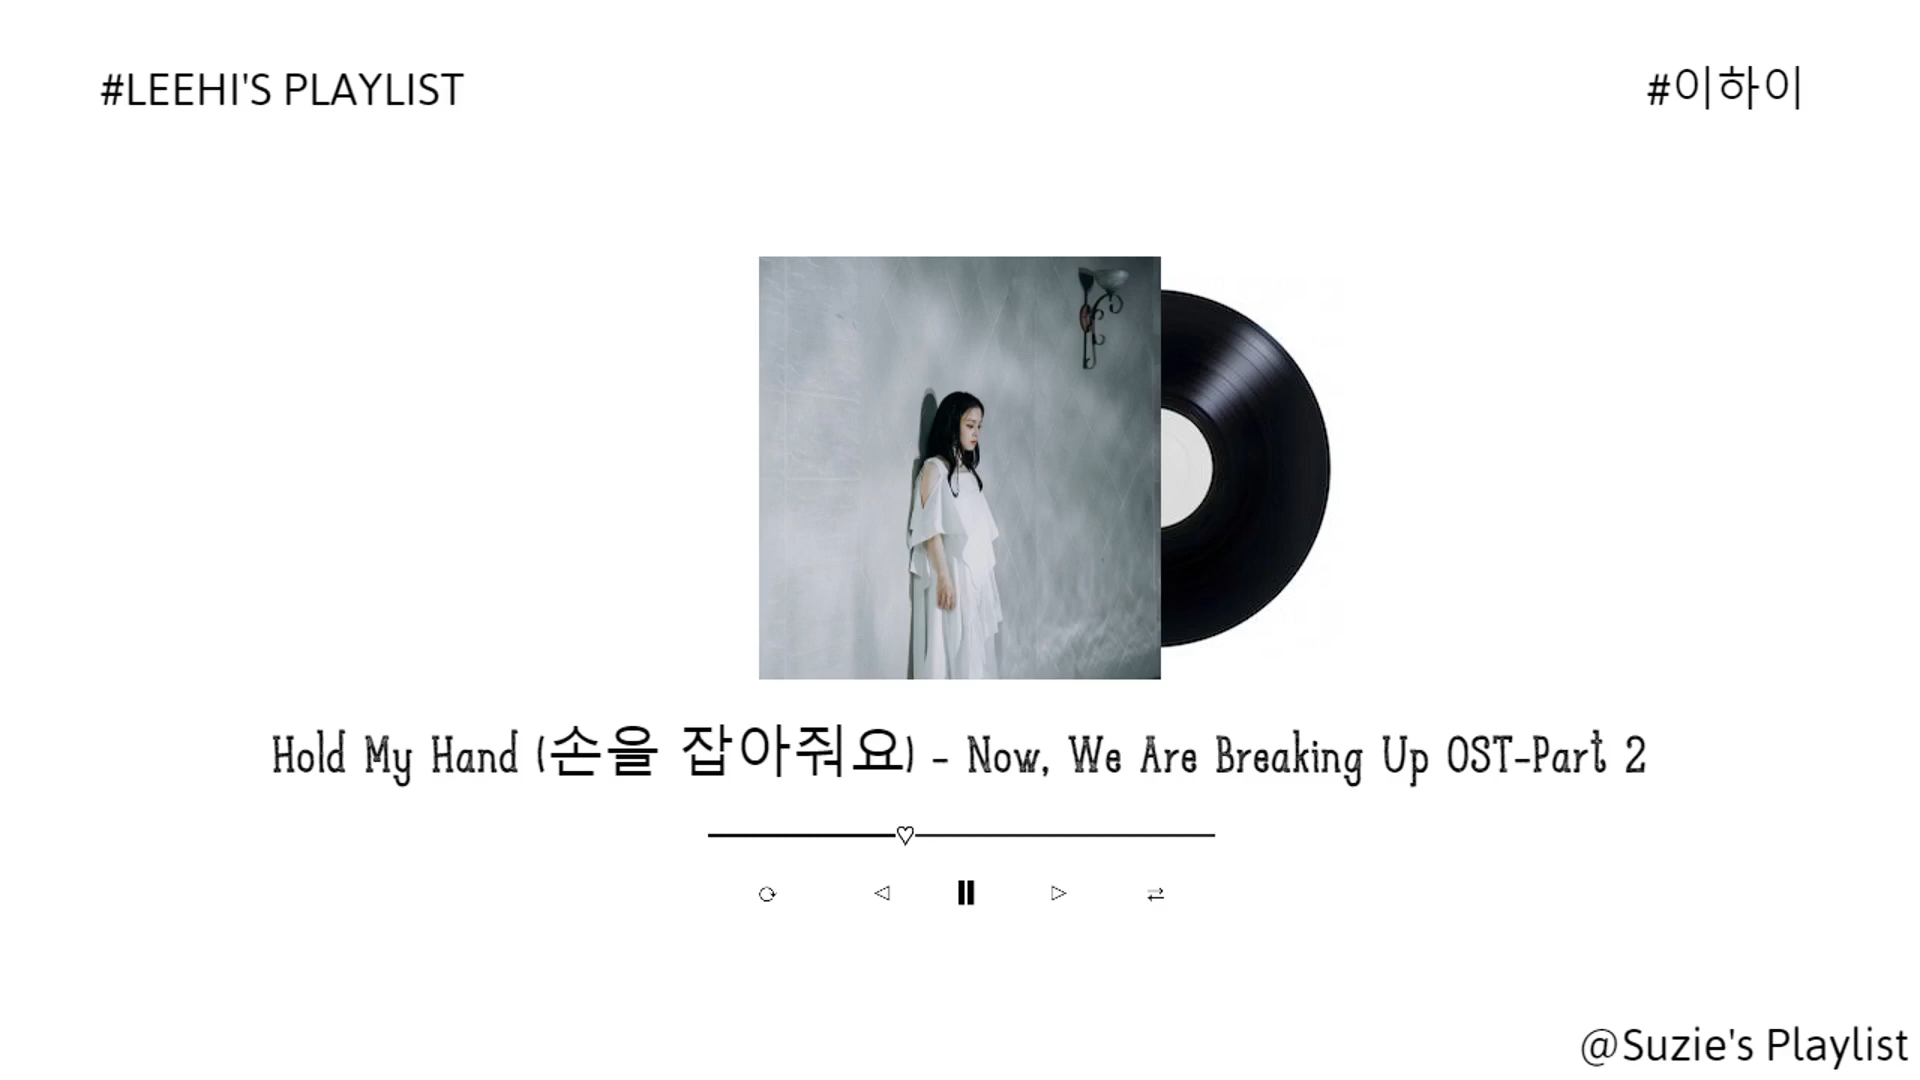 #LEEHI'S PLAYLIST
#이하이
Hold My Hand (손을 잡아줘요) - Now, We Are Breaking Up OST-Part 2
@Suzie's Playlist